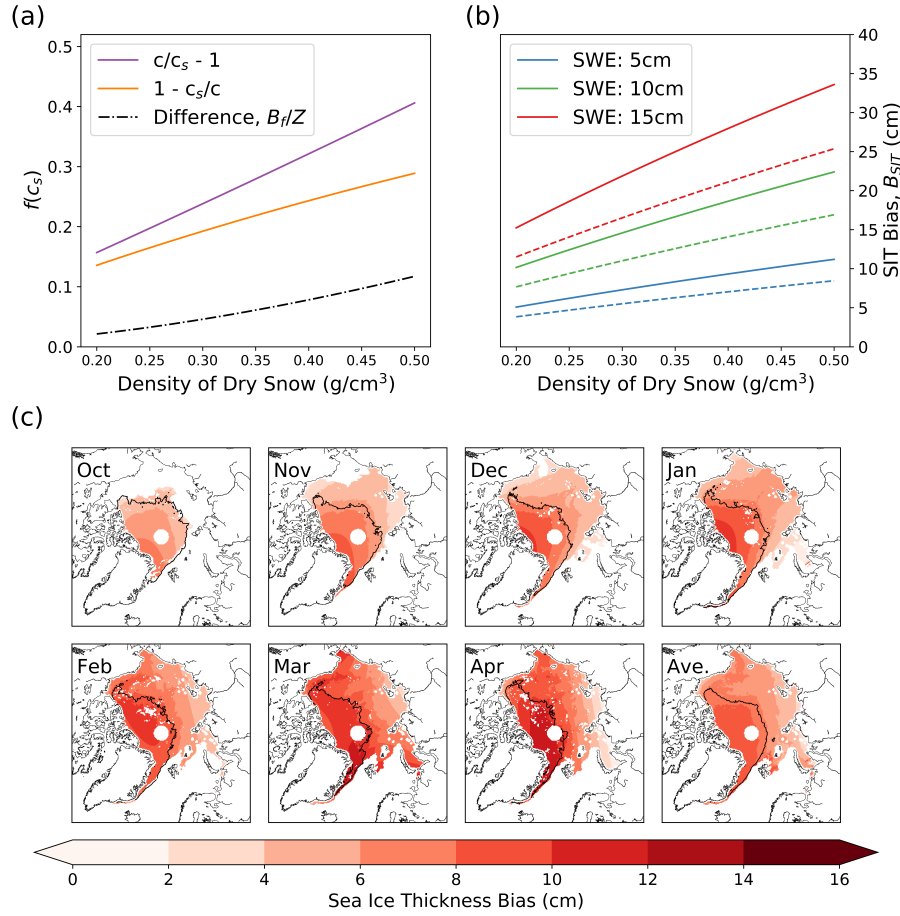 (a)
(b)
0.5
0.4
0.3
0.2
0.1
0.0
f(cₛ)
c/cₛ - 1
1 - cₛ/c
Difference, B_f/Z
0.20 0.25 0.30 0.35 0.40 0.45 0.50
Density of Dry Snow (g/cm³)
SWE: 5cm
SWE: 10cm
SWE: 15cm
40
35
30
25
20
15
10
5
0
SIT Bias, B_SIT (cm)
0.20 0.25 0.30 0.35 0.40 0.45 0.50
Density of Dry Snow (g/cm³)
(c)
Oct
Nov
Dec
Jan
Feb
Mar
Apr
Ave.
0 2 4 6 8 10 12 14 16
Sea Ice Thickness Bias (cm)